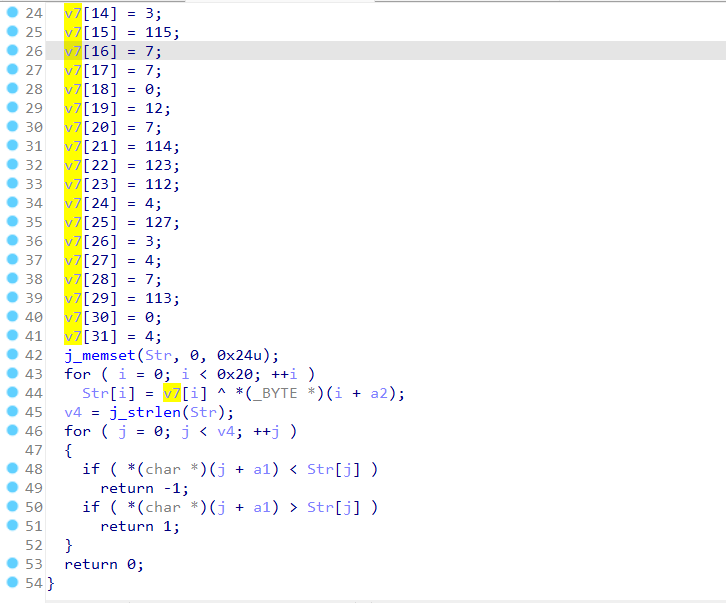 24 v7[14] = 3;
25 v7[15] = 115;
26 v7[16] = 7;
27 v7[17] = 7;
28 v7[18] = 0;
29 v7[19] = 12;
30 v7[20] = 7;
31 v7[21] = 114;
32 v7[22] = 123;
33 v7[23] = 112;
34 v7[24] = 4;
35 v7[25] = 127;
36 v7[26] = 3;
37 v7[27] = 4;
38 v7[28] = 7;
39 v7[29] = 113;
40 v7[30] = 0;
41 v7[31] = 4;
42 j_memset(Str, 0, 0x24u);
43 for ( i = 0; i < 0x20; ++i )
44 Str[i] = v7[i] ^ *(_BYTE *)(i + a2);
45 v4 = j_strlen(Str);
46 for ( j = 0; j < v4; ++j )
47 {
48 if ( *(char *)(j + a1) < Str[j] )
49 return -1;
50 if ( *(char *)(j + a1) > Str[j] )
51 return 1;
52 }
53 return 0;
54 }